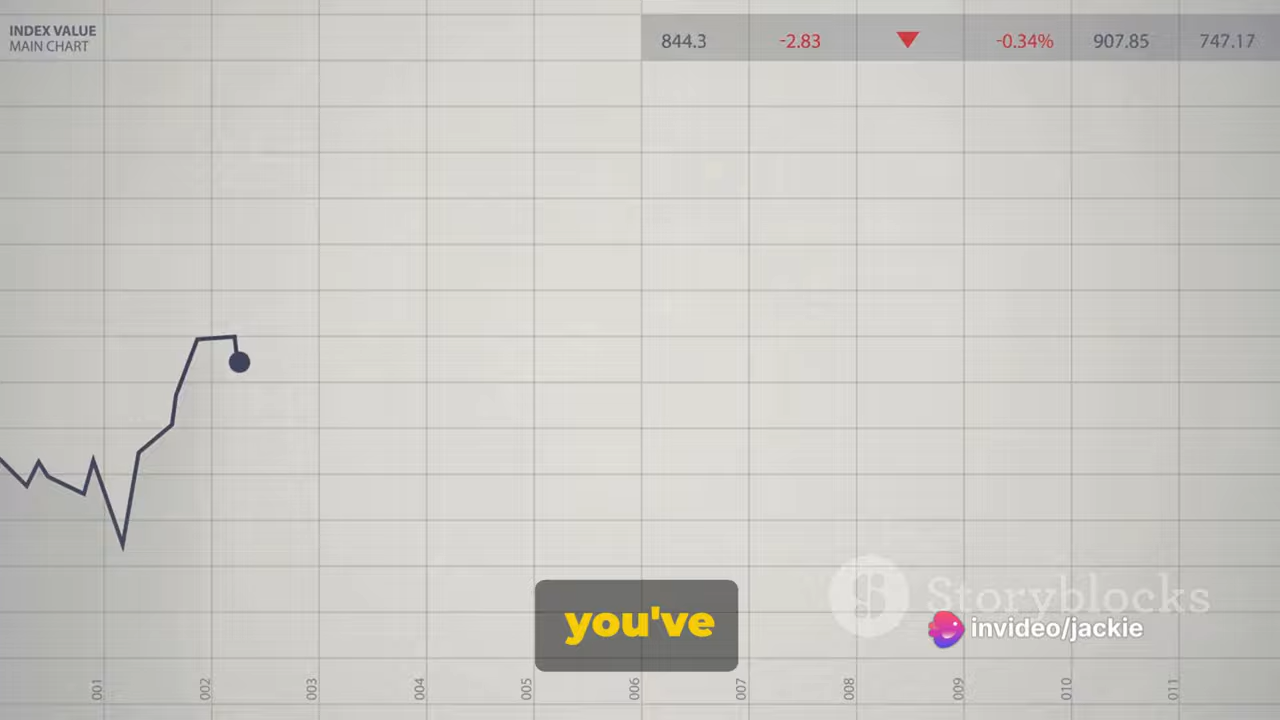 INDEX VALUE
MAIN CHART
844.3 -2.83 -0.34% 907.85 747.17
you've
Storyblocks
invideo/jackie
001 002 003 004 005 006 007 008 009 010 011